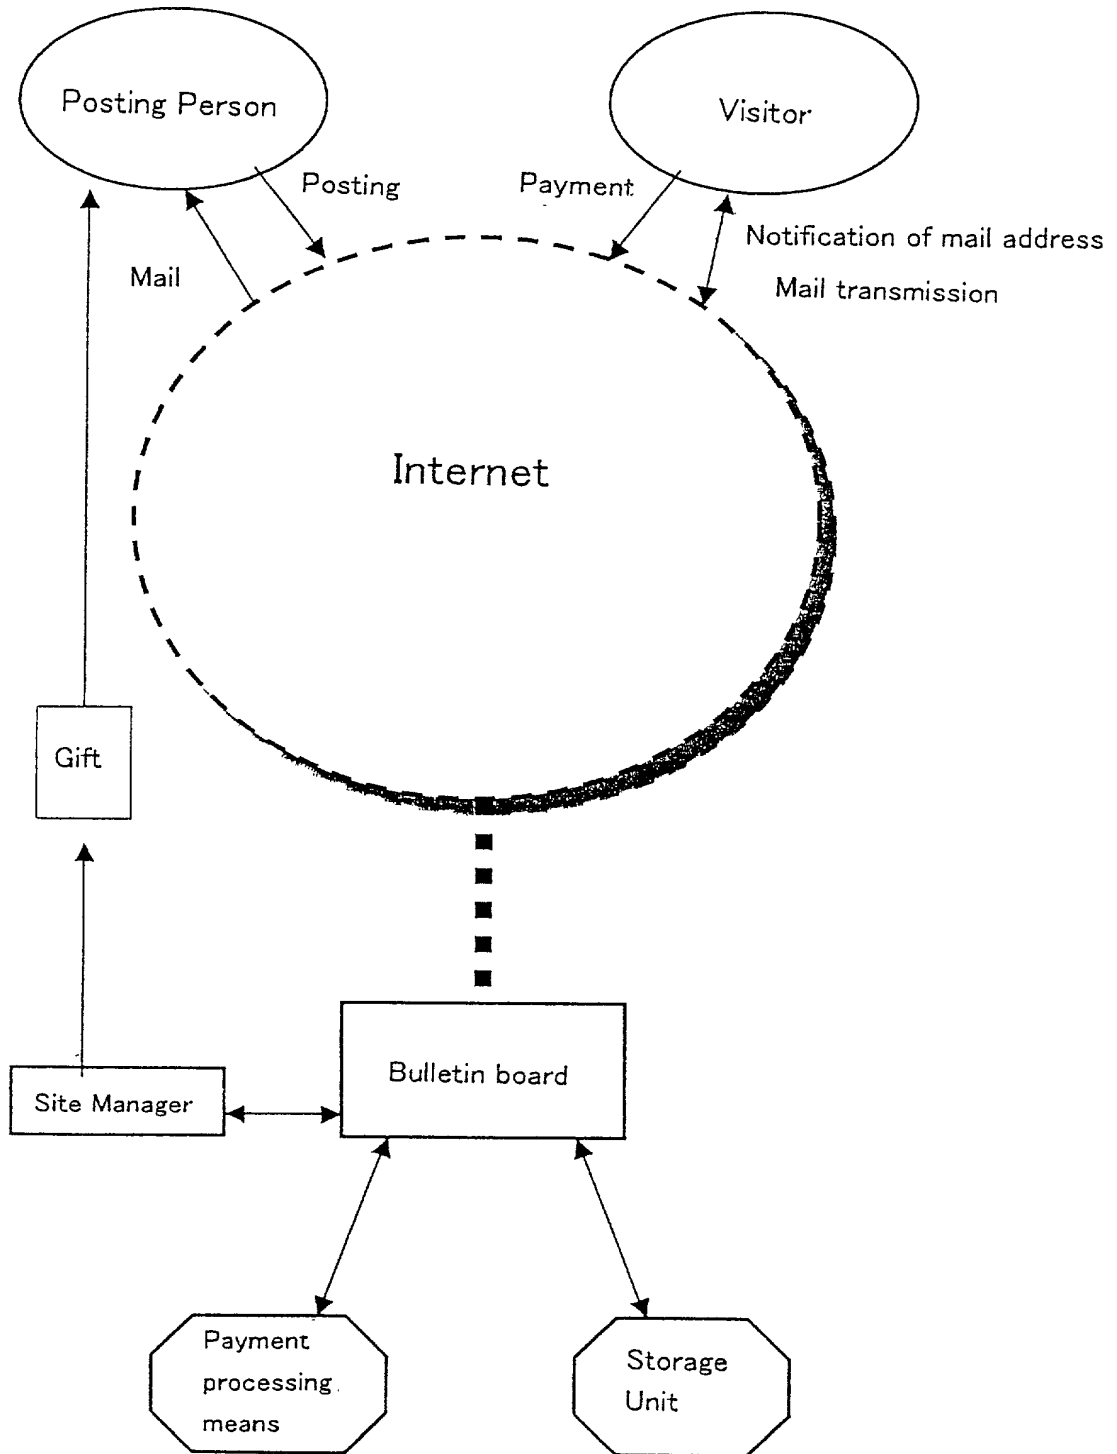 Posting Person
Visitor
Posting
Payment
Notification of mail address
Mail
Mail transmission
Internet
Gift
Bulletin board
Site Manager
Payment
processing
means
Storage
Unit